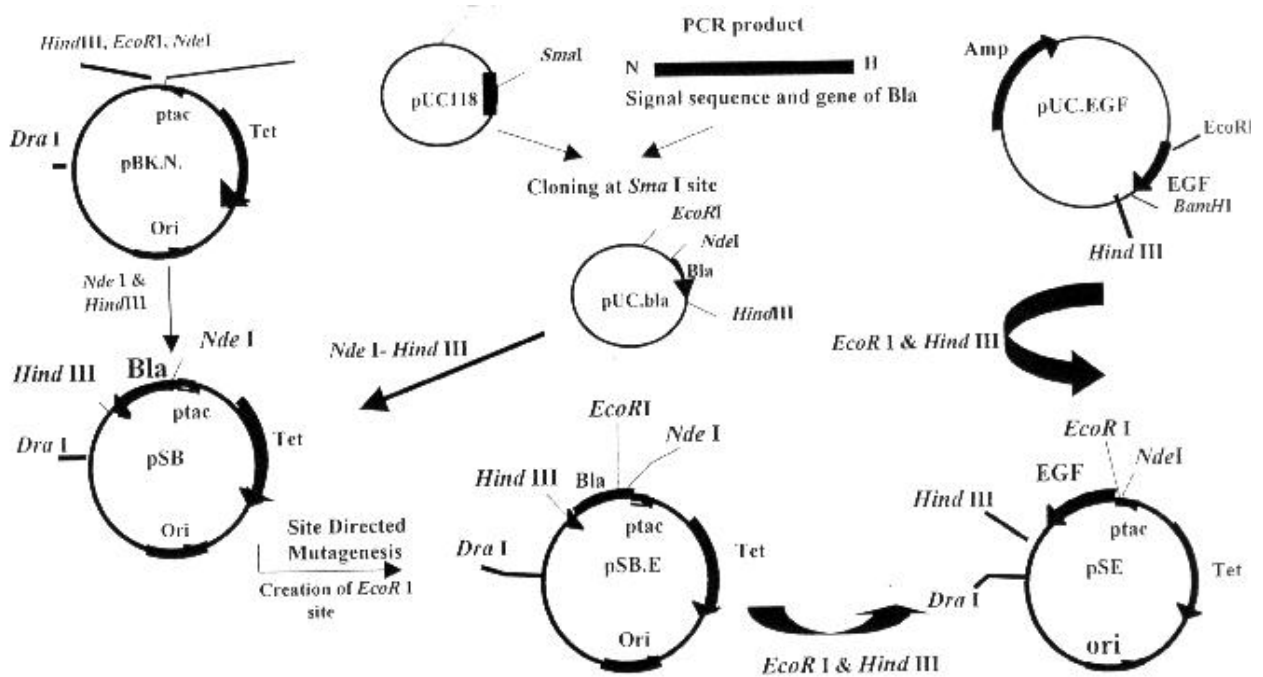 HindIII, EcoRI, NdeI
ptac
Tet
Dra I
pBK.N.
Ori
Nde I &
HindIII
SmaI
pUC118
PCR product
N H
Signal sequence and gene of Bla
Cloning at Sma I site
EcoRI
NdeI
Bla
pUC.bla
HindIII
Amp
pUC.EGF
EcoRI
EGF
BamHI
Hind III
EcoR I & Hind III
Nde I- Hind III
Nde I
Bla
Hind III
ptac
Dra I
pSB
Tet
Ori
Site Directed
Mutagenesis
Creation of EcoR I
site
EcoRI
Nde I
Hind III
Bla
ptac
Dra I
pSB.E
Tet
Ori
EcoR I & Hind III
EcoR I
NdeI
EGF
Hind III
ptac
pSE
Tet
Dra I
ori